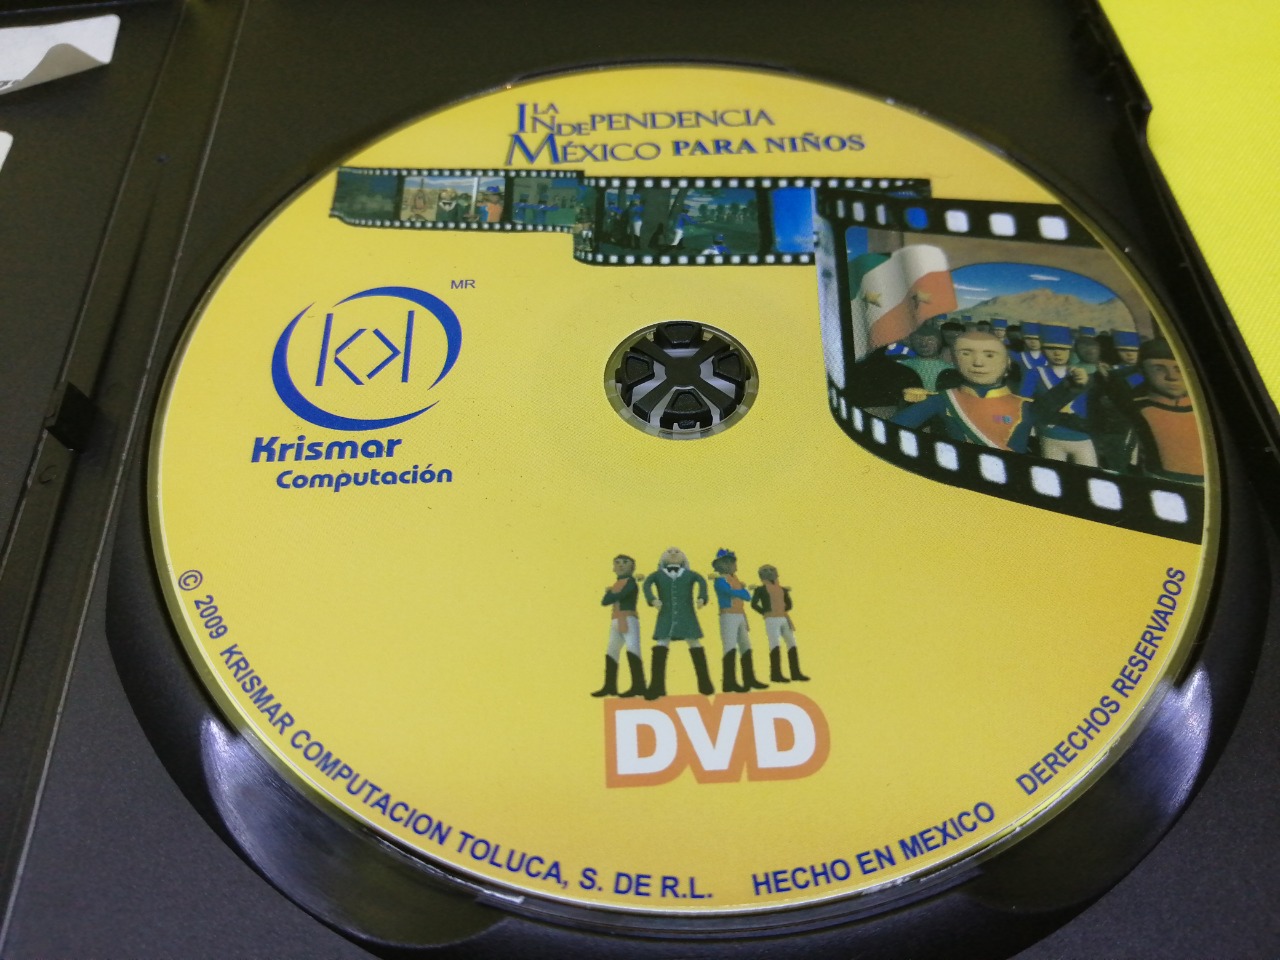 LA
INDEPENDENCIA
DE
MÉXICO PARA NIÑOS
MR
Krismar
Computación
DVD
© 2009 KRISMAR COMPUTACION TOLUCA, S. DE R.L. HECHO EN MEXICO DERECHOS RESERVADOS